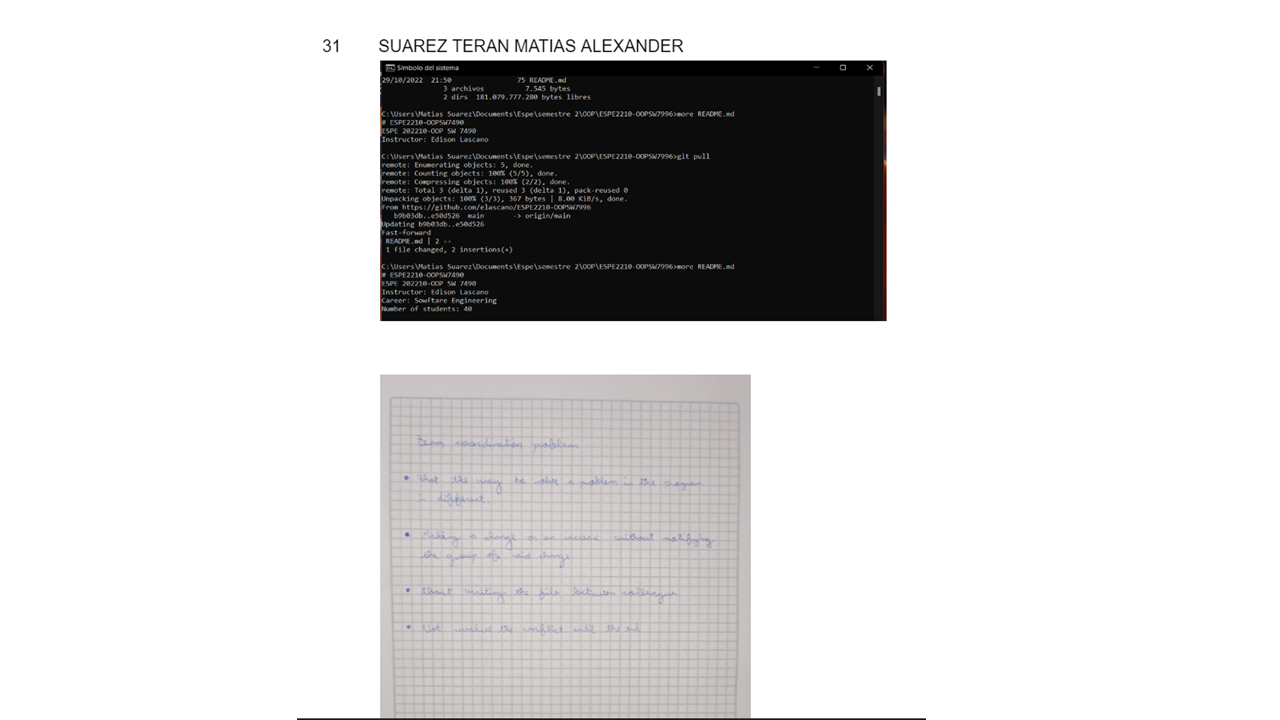 31 SUAREZ TERAN MATIAS ALEXANDER
Símbolo del sistema
29/10/2022 21:50 75 README.md
3 archivos 7.545 bytes
2 dirs 181.079.777.280 bytes libres
C:\Users\Matias Suarez\Documents\Espe\semestre 2\OOP\ESPE2210-OOPSW7996>more README.md
# ESPE2210-OOPSW7490
ESPE 202210-OOP SW 7490
Instructor: Edison Lascano
C:\Users\Matias Suarez\Documents\Espe\semestre 2\OOP\ESPE2210-OOPSW7996>git pull
remote: Enumerating objects: 5, done.
remote: Counting objects: 100% (5/5), done.
remote: Compressing objects: 100% (2/2), done.
remote: Total 3 (delta 1), reused 3 (delta 1), pack-reused 0
Unpacking objects: 100% (3/3), 367 bytes | 8.00 KiB/s, done.
From https://github.com/elascano/ESPE2210-OOPSW7996
b9b03db..e50d526 main -> origin/main
Updating b9b03db..e50d526
Fast-forward
README.md | 2 ++
1 file changed, 2 insertions(+)
C:\Users\Matias Suarez\Documents\Espe\semestre 2\OOP\ESPE2210-OOPSW7996>more README.md
# ESPE2210-OOPSW7490
ESPE 202210-OOP SW 7490
Instructor: Edison Lascano
Career: Sowftare Engineering
Number of students: 40
Team coordination problem
• that the way to a problem in the
is different.
• Making a change or without notifying
the group of said change.
• About writing the file between
• Not the conflict until the end